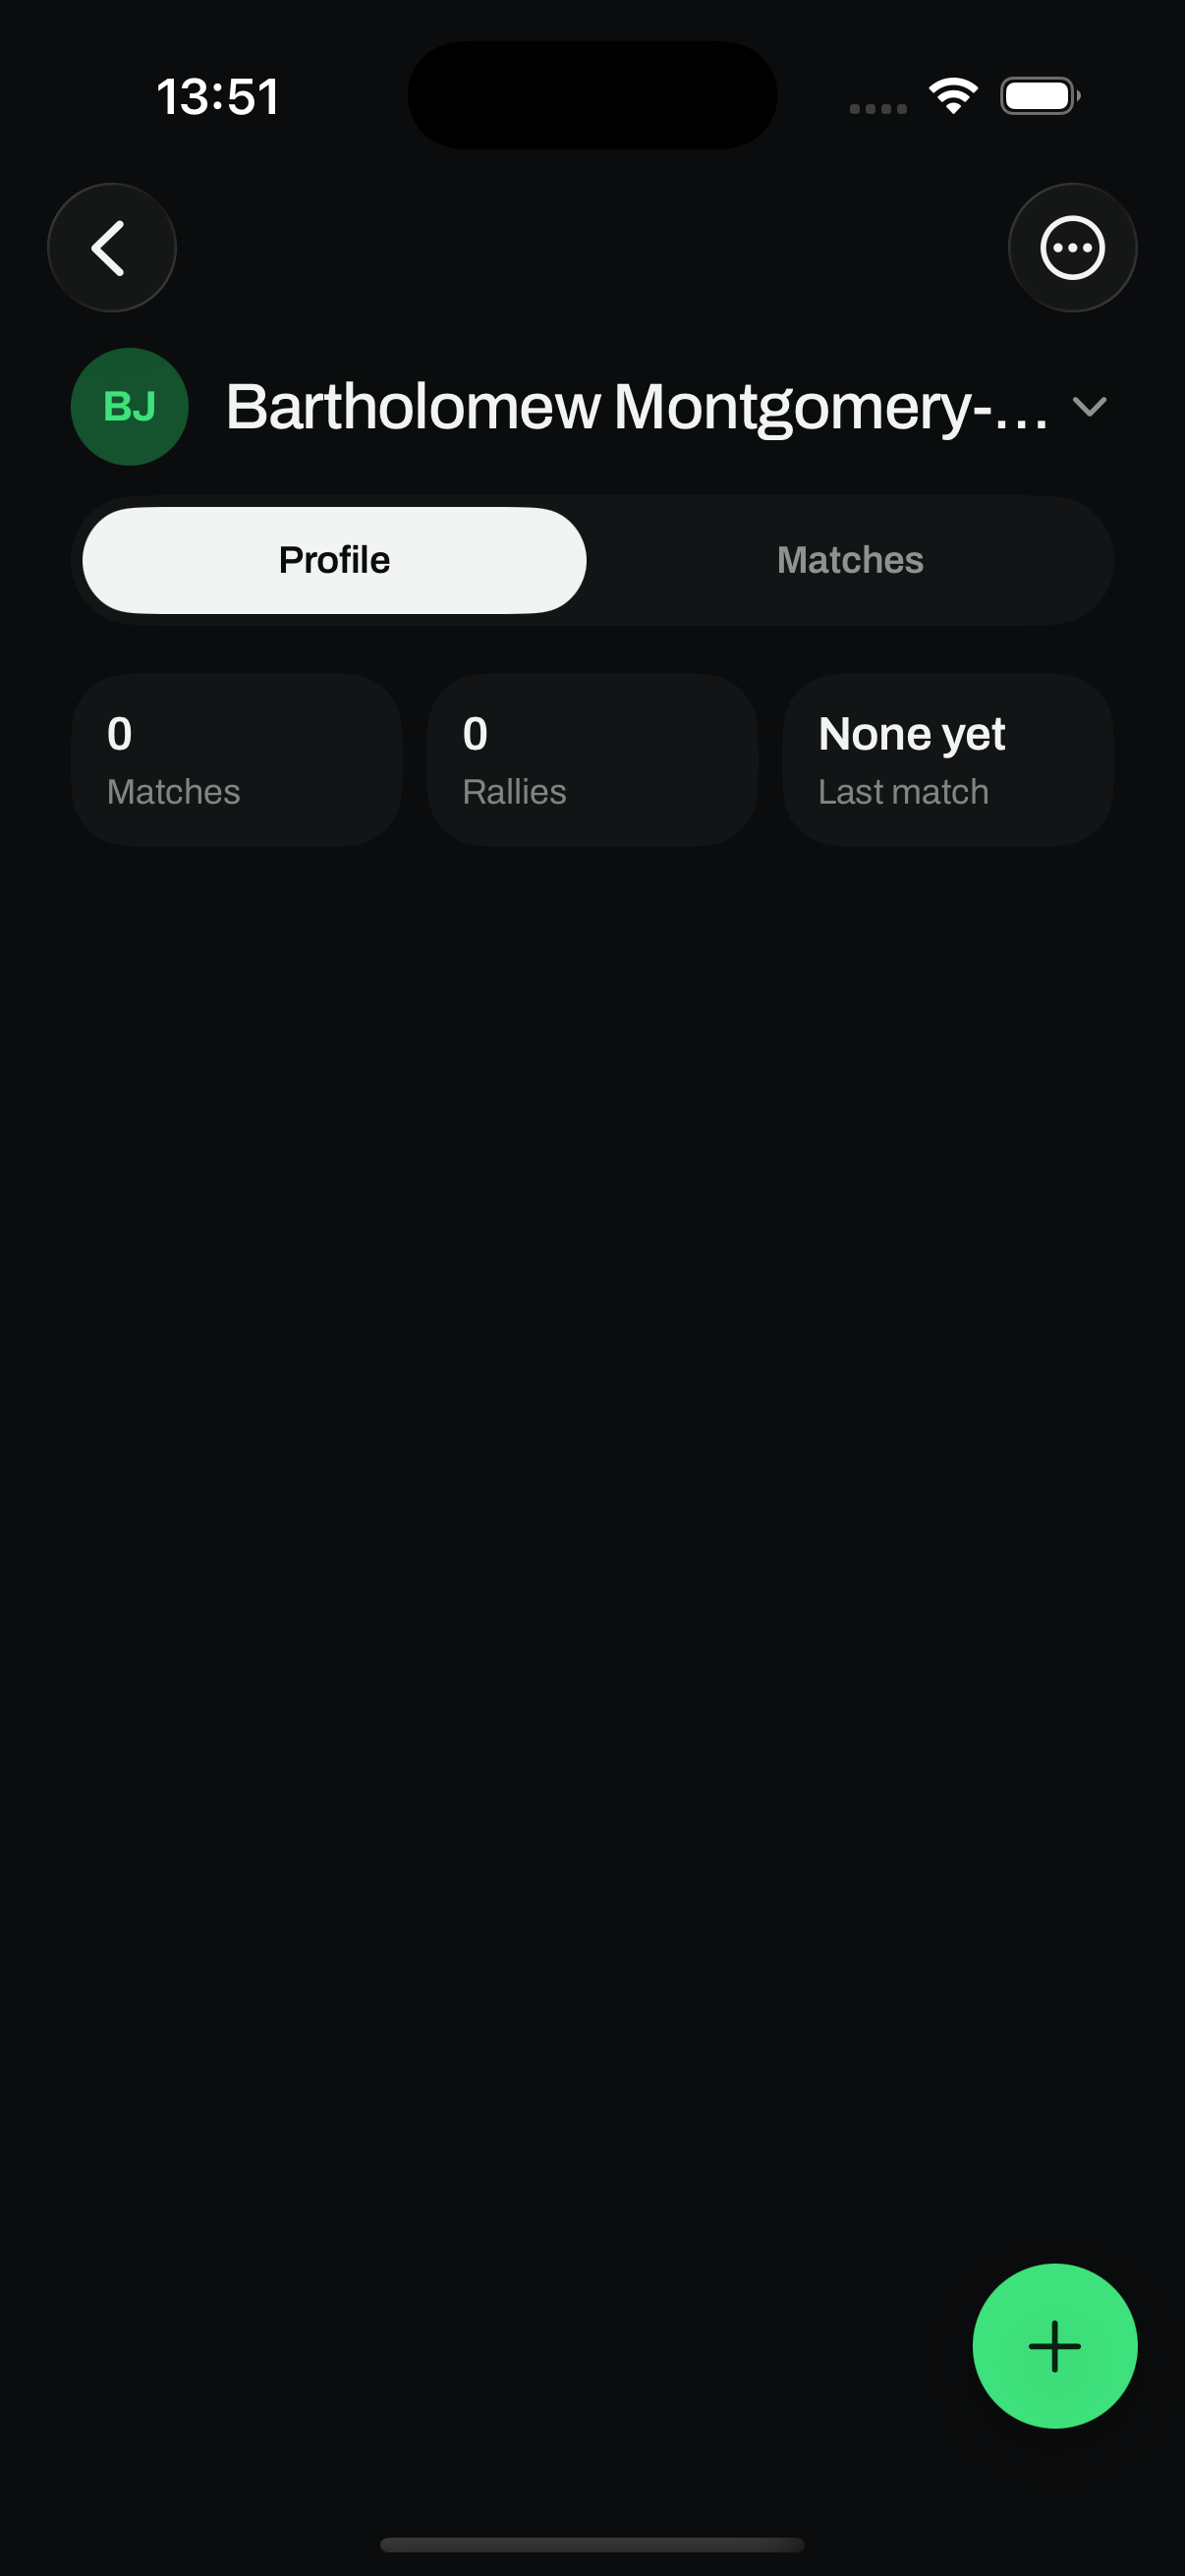 13:51
BJ
Bartholomew Montgomery-...
Profile
Matches
0
Matches
0
Rallies
None yet
Last match